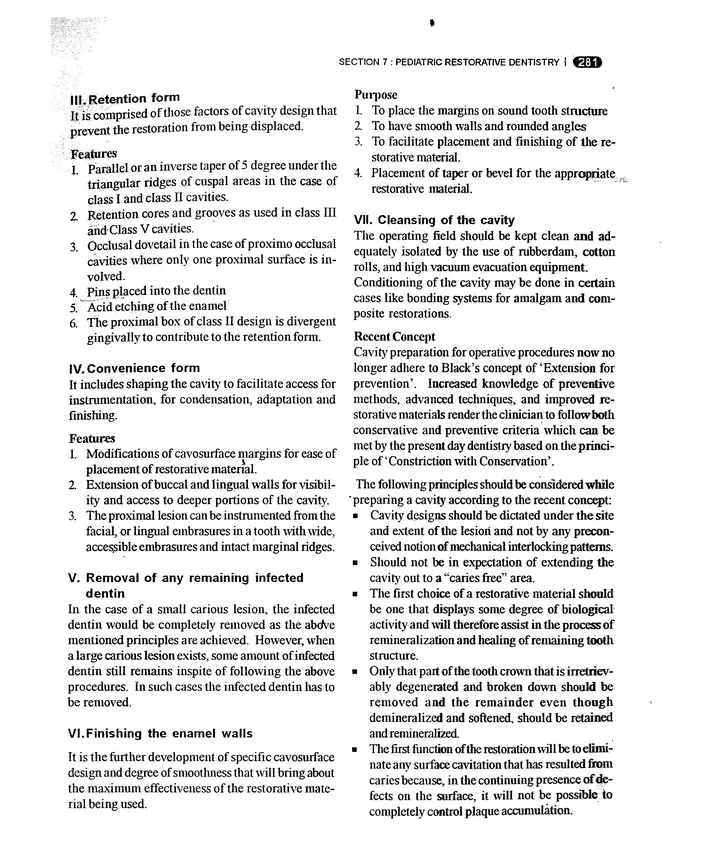 SECTION 7 : PEDIATRIC RESTORATIVE DENTISTRY | 281
III. Retention form
It is comprised of those factors of cavity design that
prevent the restoration from being displaced.
Features
1. Parallel or an inverse taper of 5 degree under the
triangular ridges of cuspal areas in the case of
class I and class II cavities.
2. Retention cores and grooves as used in class III
and Class V cavities.
3. Occlusal dovetail in the case of proximo occlusal
cavities where only one proximal surface is in-
volved.
4. Pins placed into the dentin
5. Acid etching of the enamel
6. The proximal box of class II design is divergent
gingivally to contribute to the retention form.
IV. Convenience form
It includes shaping the cavity to facilitate access for
instrumentation, for condensation, adaptation and
finishing.
Features
1. Modifications of cavosurface margins for ease of
placement of restorative material.
2. Extension of buccal and lingual walls for visibil-
ity and access to deeper portions of the cavity.
3. The proximal lesion can be instrumented from the
facial, or lingual embrasures in a tooth with wide,
accessible embrasures and intact marginal ridges.
V. Removal of any remaining infected
dentin
In the case of a small carious lesion, the infected
dentin would be completely removed as the above
mentioned principles are achieved. However, when
a large carious lesion exists, some amount of infected
dentin still remains inspite of following the above
procedures. In such cases the infected dentin has to
be removed.
VI. Finishing the enamel walls
It is the further development of specific cavosurface
design and degree of smoothness that will bring about
the maximum effectiveness of the restorative mate-
rial being used.
Purpose
1. To place the margins on sound tooth structure
2. To have smooth walls and rounded angles
3. To facilitate placement and finishing of the re-
storative material.
4. Placement of taper or bevel for the appropriate
restorative material.
VII. Cleansing of the cavity
The operating field should be kept clean and ad-
equately isolated by the use of rubberdam, cotton
rolls, and high vacuum evacuation equipment.
Conditioning of the cavity may be done in certain
cases like bonding systems for amalgam and com-
posite restorations.
Recent Concept
Cavity preparation for operative procedures now no
longer adhere to Black's concept of 'Extension for
prevention'. Increased knowledge of preventive
methods, advanced techniques, and improved re-
storative materials render the clinician to follow both
conservative and preventive criteria which can be
met by the present day dentistry based on the princi-
ple of 'Constriction with Conservation'.
The following principles should be considered while
preparing a cavity according to the recent concept:
▪ Cavity designs should be dictated under the site
and extent of the lesion and not by any precon-
ceived notion of mechanical interlocking patterns.
▪ Should not be in expectation of extending the
cavity out to a "caries free" area.
▪ The first choice of a restorative material should
be one that displays some degree of biological
activity and will therefore assist in the process of
remineralization and healing of remaining tooth
structure.
▪ Only that part of the tooth crown that is irretriev-
ably degenerated and broken down should be
removed and the remainder even though
demineralized and softened, should be retained
and remineralized.
▪ The first function of the restoration will be to elimi-
nate any surface cavitation that has resulted from
caries because, in the continuing presence of de-
fects on the surface, it will not be possible to
completely control plaque accumulation.